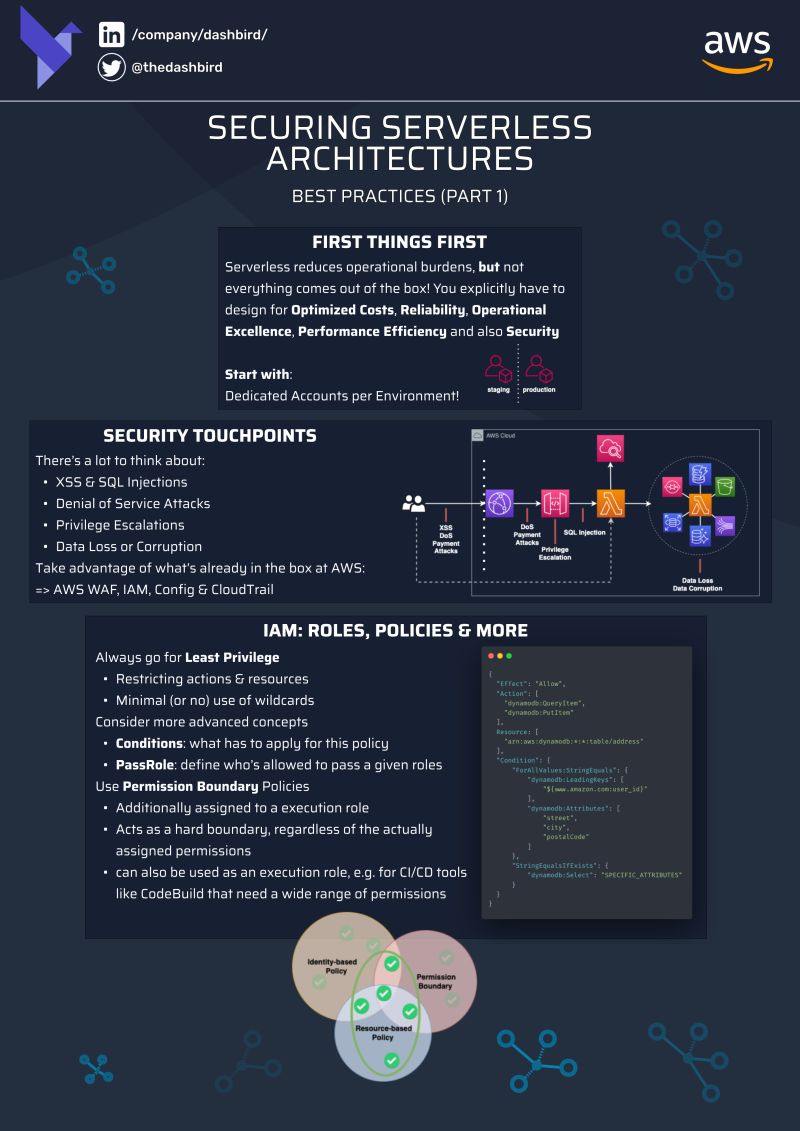 /company/dashbird/
@thedashbird
aws
SECURING SERVERLESS
ARCHITECTURES
BEST PRACTICES (PART 1)
FIRST THINGS FIRST
Serverless reduces operational burdens, but not
everything comes out of the box! You explicitly have to
design for Optimized Costs, Reliability, Operational
Excellence, Performance Efficiency and also Security
Start with:
Dedicated Accounts per Environment!
staging
production
SECURITY TOUCHPOINTS
There's a lot to think about:
• XSS & SQL Injections
• Denial of Service Attacks
• Privilege Escalations
• Data Loss or Corruption
Take advantage of what's already in the box at AWS:
=> AWS WAF, IAM, Config & CloudTrail
AWS Cloud
XSS
DoS
Payment
Attacks
DoS
Payment
Attacks
Privilege
Escalation
SQL Injection
Data Loss
Data Corruption
IAM: ROLES, POLICIES & MORE
Always go for Least Privilege
• Restricting actions & resources
• Minimal (or no) use of wildcards
Consider more advanced concepts
• Conditions: what has to apply for this policy
• PassRole: define who's allowed to pass a given roles
Use Permission Boundary Policies
• Additionally assigned to a execution role
• Acts as a hard boundary, regardless of the actually
assigned permissions
• can also be used as an execution role, e.g. for CI/CD tools
like CodeBuild that need a wide range of permissions
{
"Effect": "Allow",
"Action": [
"dynamodb:QueryItem",
"dynamodb:PutItem"
],
Resource: [
"arn:aws:dynamodb:*:*:table/address"
],
"Condition": {
"ForAllValues:StringEquals": {
"dynamodb:LeadingKeys": [
"${www.amazon.com:user_id}"
],
"dynamodb:Attributes": [
"street",
"city",
"postalCode"
]
},
"StringEqualsIfExists": {
"dynamodb:Select": "SPECIFIC_ATTRIBUTES"
}
}
}
Identity-based
Policy
Permission
Boundary
Resource-based
Policy